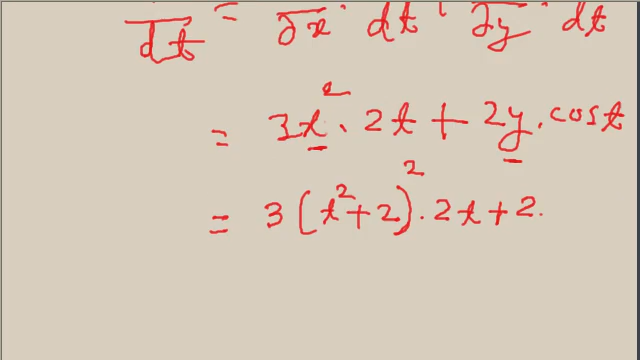 dt = ∂x · dt + ∂y · dt
= 3x² · 2t + 2y · cost
= 3(t²+2)² · 2t + 2·